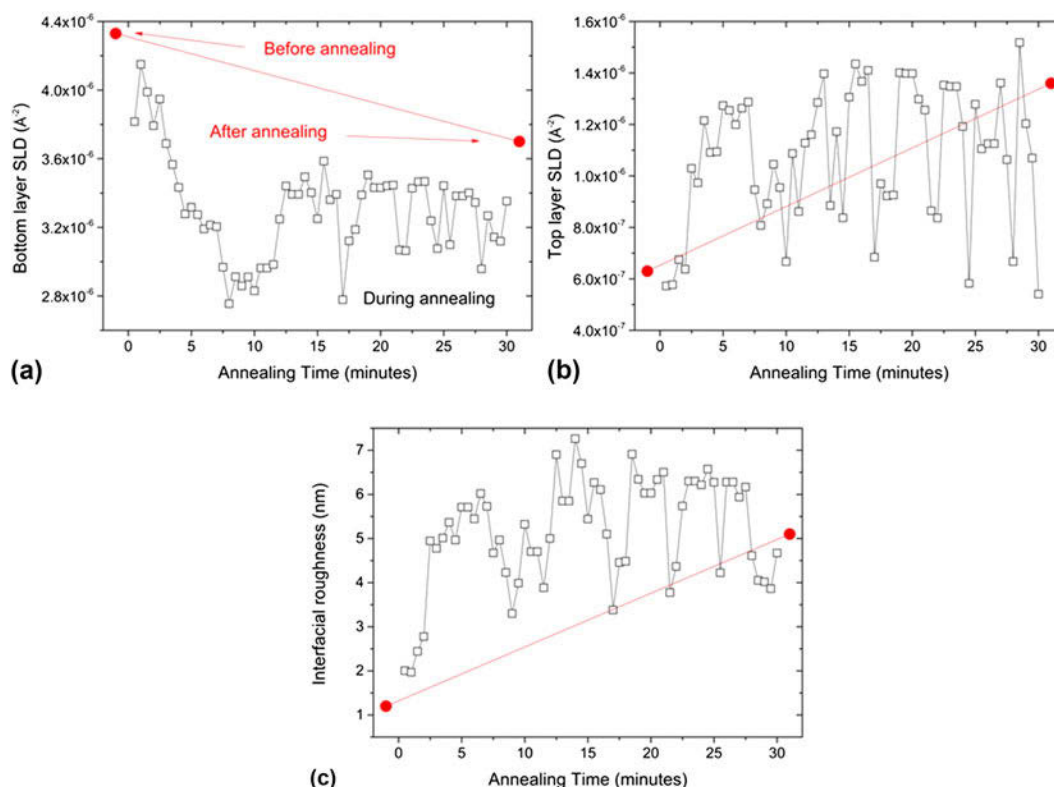 4.4x10⁻⁶
4.0x10⁻⁶
3.6x10⁻⁶
3.2x10⁻⁶
2.8x10⁻⁶
Bottom layer SLD (A⁻²)
Before annealing
After annealing
During annealing
0 5 10 15 20 25 30
Annealing Time (minutes)
(a)
1.6x10⁻⁶
1.4x10⁻⁶
1.2x10⁻⁶
1.0x10⁻⁶
8.0x10⁻⁷
6.0x10⁻⁷
4.0x10⁻⁷
Top layer SLD (A⁻²)
0 5 10 15 20 25 30
Annealing Time (minutes)
(b)
7
6
5
4
3
2
1
Interfacial roughness (nm)
0 5 10 15 20 25 30
Annealing Time (minutes)
(c)